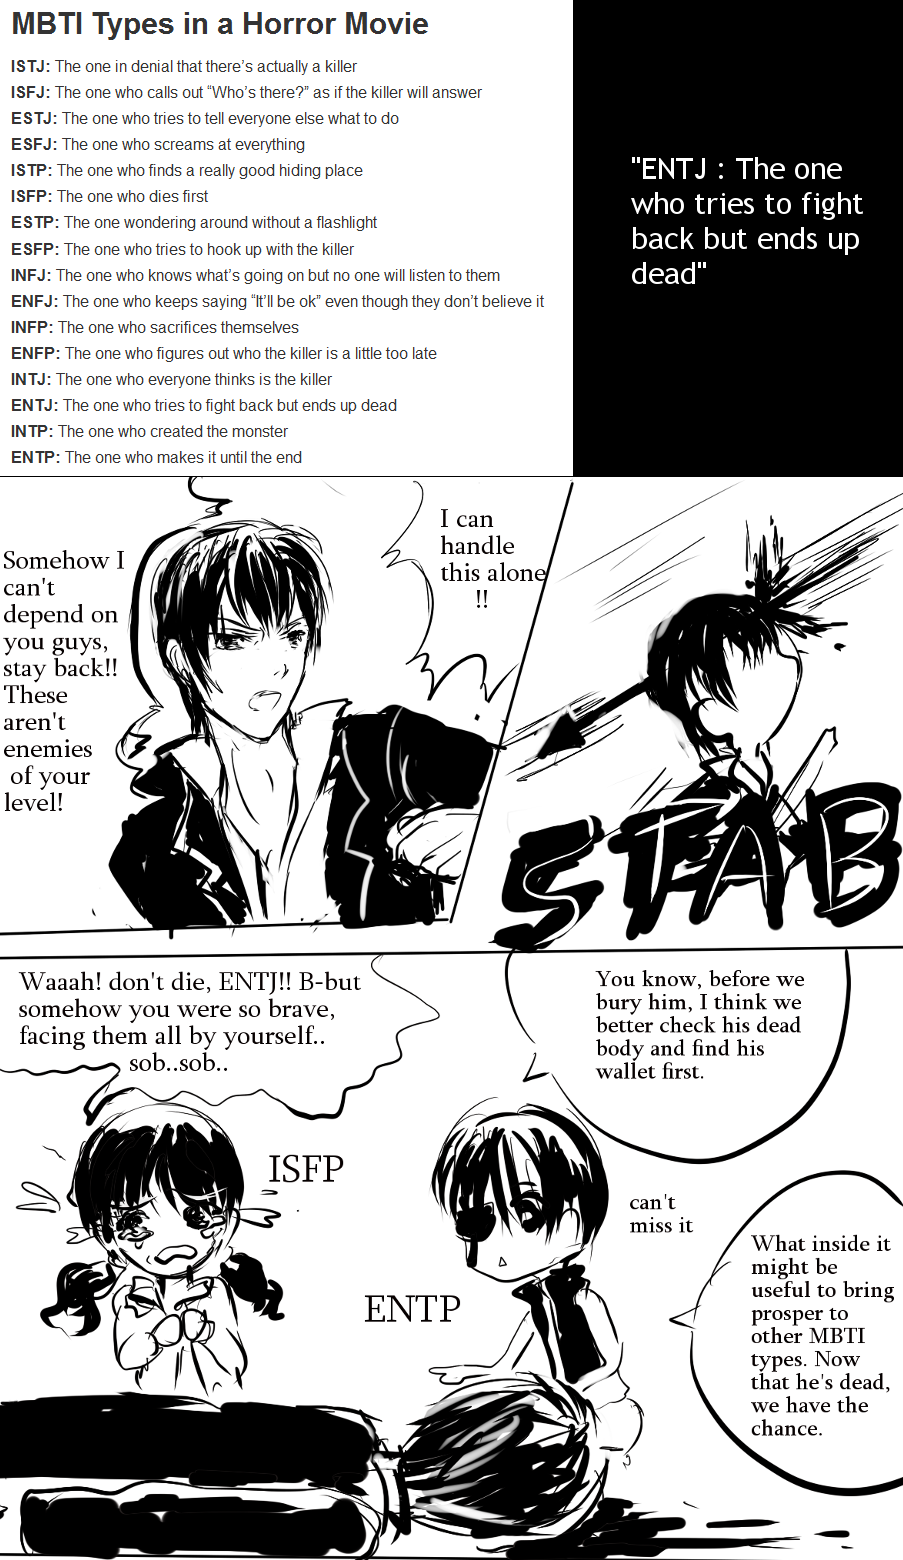 MBTI Types in a Horror Movie
ISTJ: The one in denial that there's actually a killer
ISFJ: The one who calls out “Who's there?” as if the killer will answer
ESTJ: The one who tries to tell everyone else what to do
ESFJ: The one who screams at everything
ISTP: The one who finds a really good hiding place
ISFP: The one who dies first
ESTP: The one wondering around without a flashlight
ESFP: The one who tries to hook up with the killer
INFJ: The one who knows what's going on but no one will listen to them
ENFJ: The one who keeps saying “It'll be ok” even though they don't believe it
INFP: The one who sacrifices themselves
ENFP: The one who figures out who the killer is a little too late
INTJ: The one who everyone thinks is the killer
ENTJ: The one who tries to fight back but ends up dead
INTP: The one who created the monster
ENTP: The one who makes it until the end
"ENTJ : The one
who tries to fight
back but ends up
dead"
Somehow I
can't
depend on
you guys,
stay back!!
These
aren't
enemies
of your
level!
I can
handle
this alone
!!
STAB
Waaah! don't die, ENTJ!! B-but
somehow you were so brave,
facing them all by yourself..
sob..sob..
ISFP
You know, before we
bury him, I think we
better check his dead
body and find his
wallet first.
ENTP
can't
miss it
What inside it
might be
useful to bring
prosper to
other MBTI
types. Now
that he's dead,
we have the
chance.